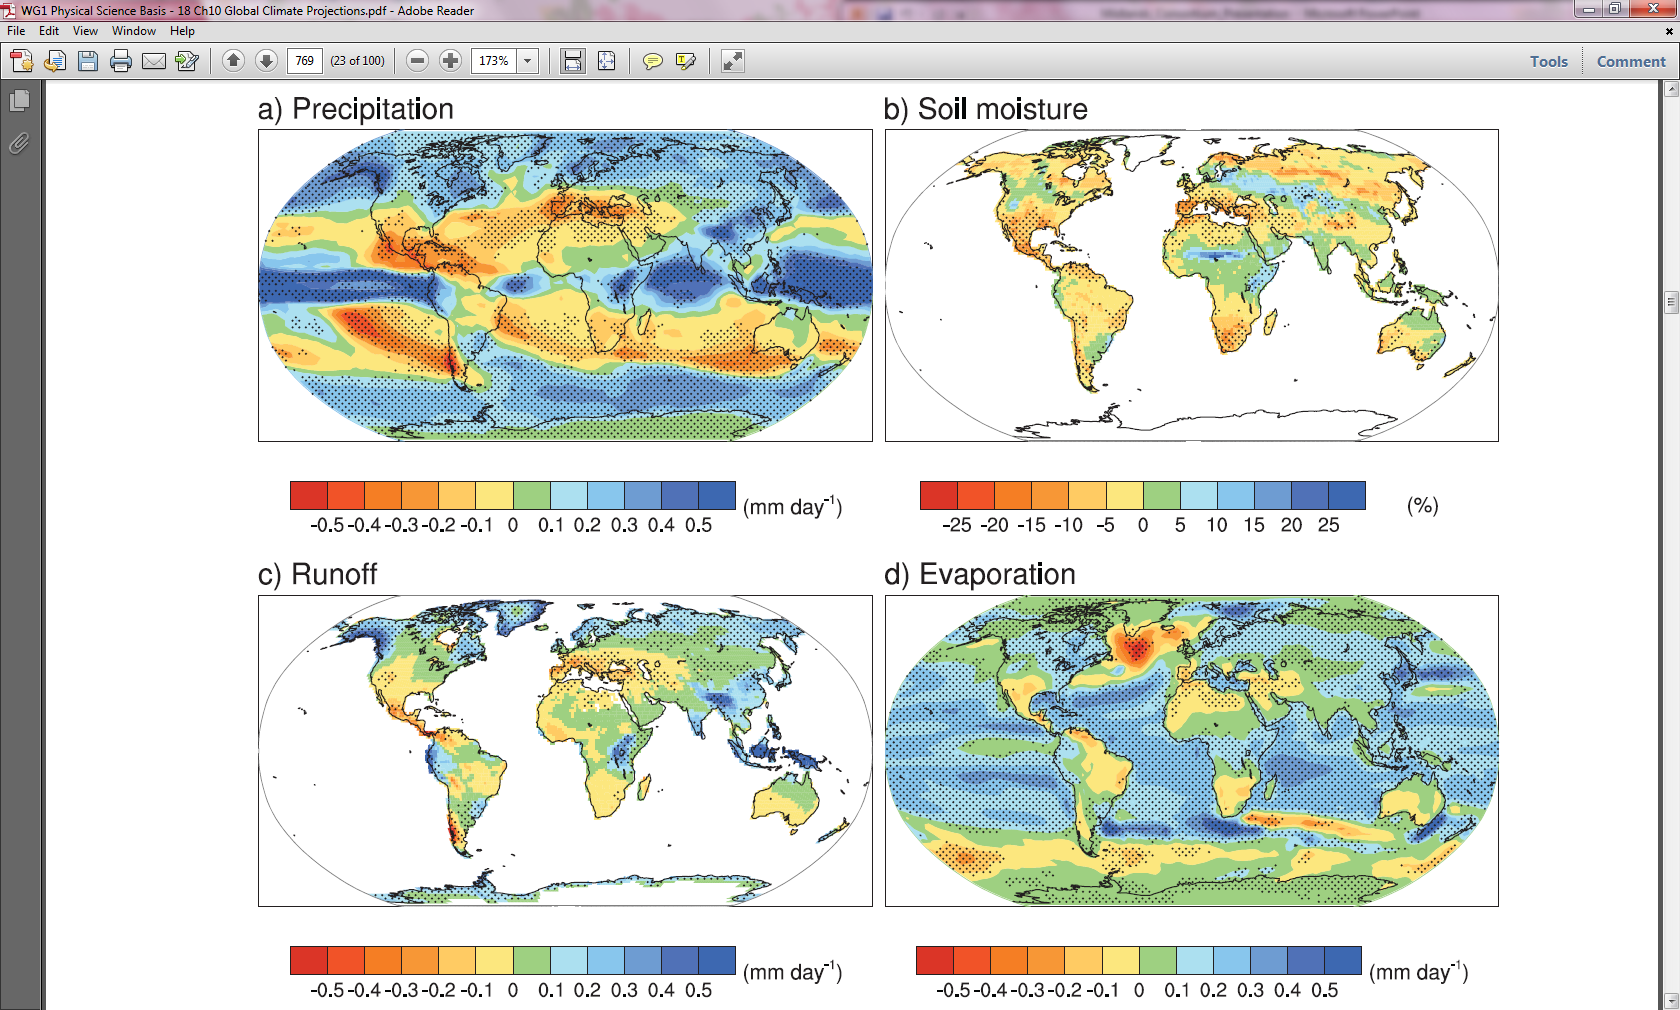 WG1 Physical Science Basis - 18 Ch10 Global Climate Projections.pdf - Adobe Reader
File Edit View Window Help
769 (23 of 100) 173% Tools Comment
a) Precipitation
b) Soil moisture
-0.5 -0.4 -0.3 -0.2 -0.1 0 0.1 0.2 0.3 0.4 0.5 (mm day-1)
-25 -20 -15 -10 -5 0 5 10 15 20 25 (%)
c) Runoff
d) Evaporation
-0.5 -0.4 -0.3 -0.2 -0.1 0 0.1 0.2 0.3 0.4 0.5 (mm day-1)
-0.5 -0.4 -0.3 -0.2 -0.1 0 0.1 0.2 0.3 0.4 0.5 (mm day-1)